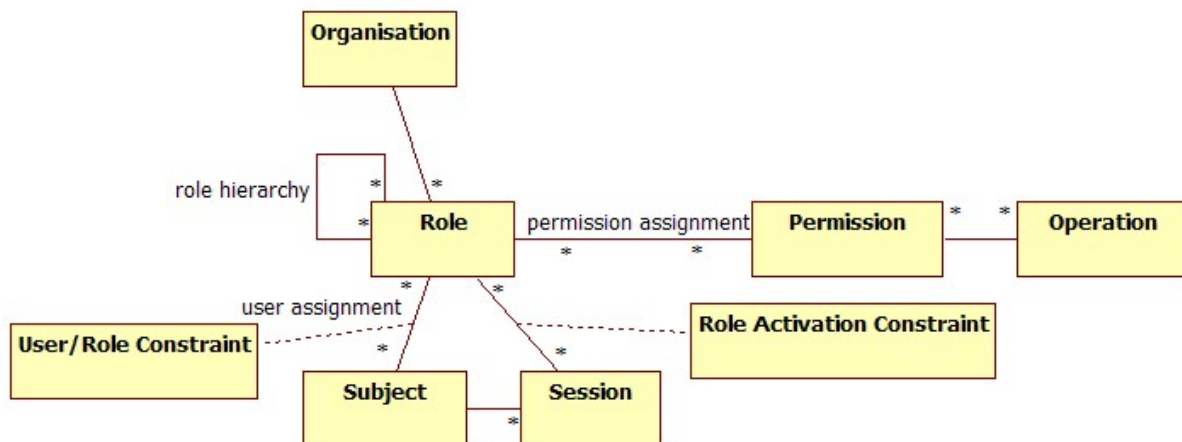 Organisation
*
role hierarchy
*
*
Role
permission assignment
*
*
Permission
*
*
Operation
*
*
user assignment
*
*
User/Role Constraint
Role Activation Constraint
Subject
*
Session